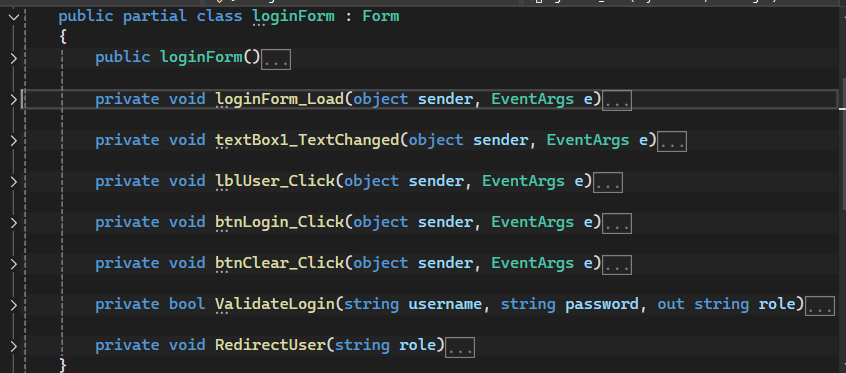 public partial class loginForm : Form
{
public loginForm()...
private void loginForm_Load(object sender, EventArgs e)...
private void textBox1_TextChanged(object sender, EventArgs e)...
private void lblUser_Click(object sender, EventArgs e)...
private void btnLogin_Click(object sender, EventArgs e)...
private void btnClear_Click(object sender, EventArgs e)...
private bool ValidateLogin(string username, string password, out string role)...
private void RedirectUser(string role)...
}